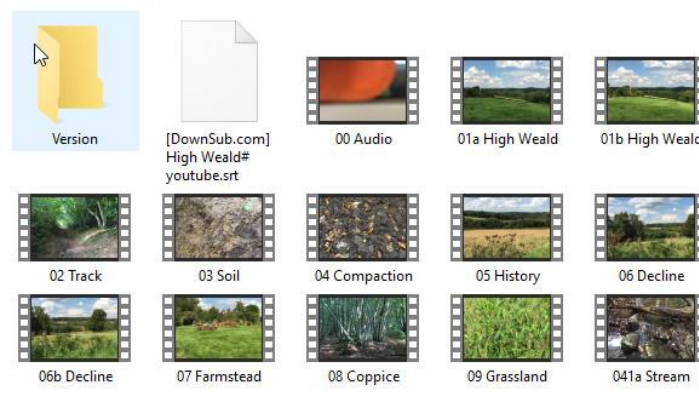 Version
[DownSub.com]
High Weald#
youtube.srt
00 Audio
01a High Weald
01b High Weald
02 Track
03 Soil
04 Compaction
05 History
06 Decline
06b Decline
07 Farmstead
08 Coppice
09 Grassland
041a Stream